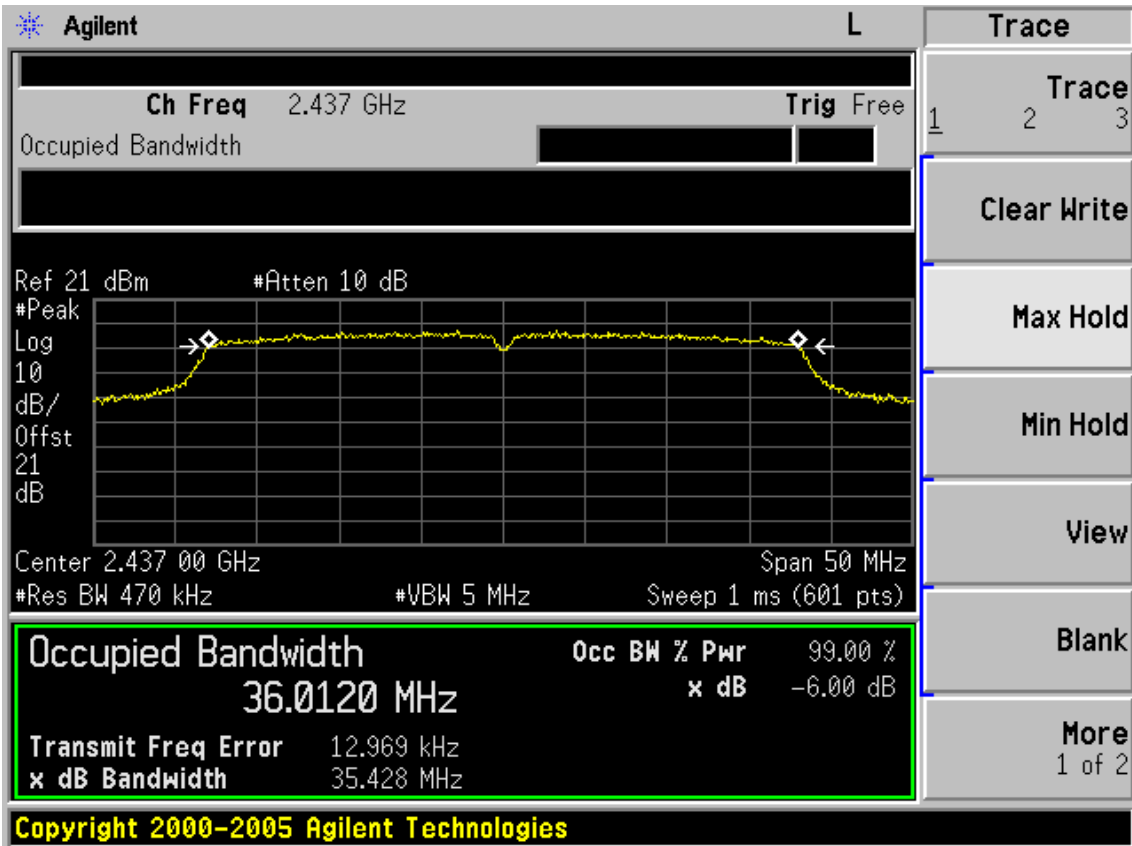 Agilent L Trace
Ch Freq 2.437 GHz Trig Free
Occupied Bandwidth
Trace
1 2 3
Clear Write
Max Hold
Min Hold
View
Blank
More
1 of 2
Ref 21 dBm #Atten 10 dB
#Peak
Log
10
dB/
Offst
21
dB
Center 2.437 00 GHz Span 50 MHz
#Res BW 470 kHz #VBW 5 MHz Sweep 1 ms (601 pts)
Occupied Bandwidth Occ BW % Pwr 99.00 %
36.0120 MHz x dB -6.00 dB
Transmit Freq Error 12.969 kHz
x dB Bandwidth 35.428 MHz
Copyright 2000-2005 Agilent Technologies